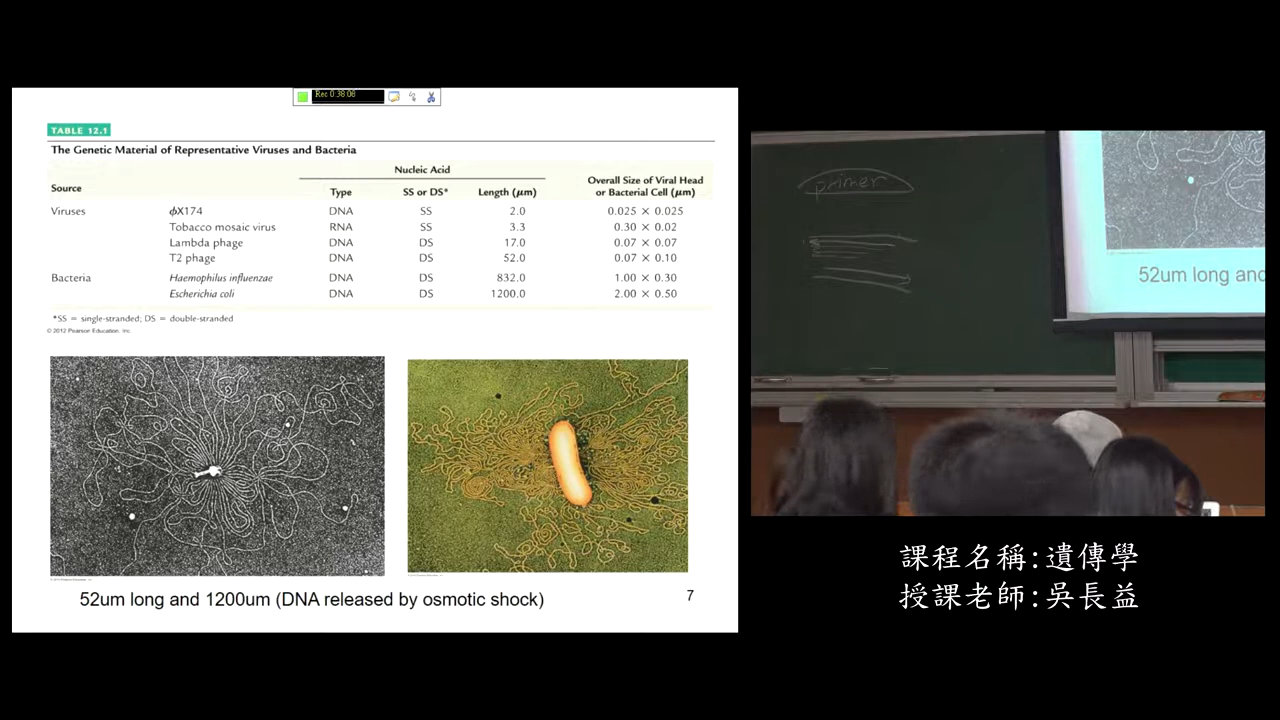 Rec 0:38:08
TABLE 12.1
The Genetic Material of Representative Viruses and Bacteria
Nucleic Acid
Source Type SS or DS* Length (μm) Overall Size of Viral Head or Bacterial Cell (μm)
Viruses ϕX174 DNA SS 2.0 0.025 × 0.025
Tobacco mosaic virus RNA SS 3.3 0.30 × 0.02
Lambda phage DNA DS 17.0 0.07 × 0.07
T2 phage DNA DS 52.0 0.07 × 0.10
Bacteria Haemophilus influenzae DNA DS 832.0 1.00 × 0.30
Escherichia coli DNA DS 1200.0 2.00 × 0.50
*SS = single-stranded; DS = double-stranded
© 2012 Pearson Education, Inc.
52um long and 1200um (DNA released by osmotic shock)
7
primer
52um long and
課程名稱:遺傳學
授課老師:吳長益